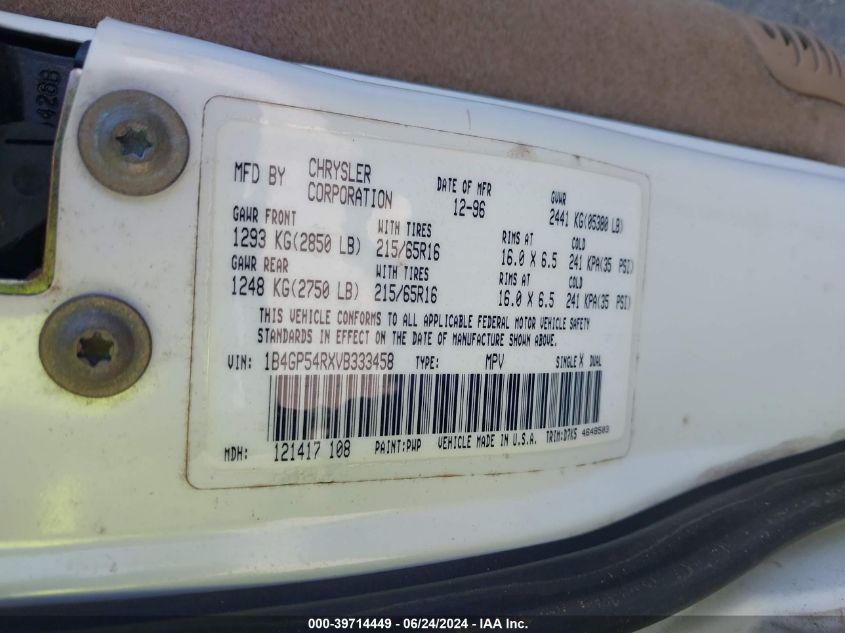 4268
MFD BY CHRYSLER CORPORATION DATE OF MFR 12-96 GVWR 2441 KG(05380 LB)
GAWR FRONT WITH TIRES RIMS AT COLD
1293 KG(2850 LB) 215/65R16 16.0 X 6.5 241 KPA(35 PSI)
GAWR REAR WITH TIRES RIMS AT COLD
1248 KG(2750 LB) 215/65R16 16.0 X 6.5 241 KPA(35 PSI)
THIS VEHICLE CONFORMS TO ALL APPLICABLE FEDERAL MOTOR VEHICLE SAFETY
STANDARDS IN EFFECT ON THE DATE OF MANUFACTURE SHOWN ABOVE.
VIN: 1B4GP54RXVB333458 TYPE: MPV SINGLE X DUAL
MDH: 121417 108 PAINT:PWP VEHICLE MADE IN U.S.A. TRIM:D7K5 4648503
000-39714449 - 06/24/2024 - IAA Inc.